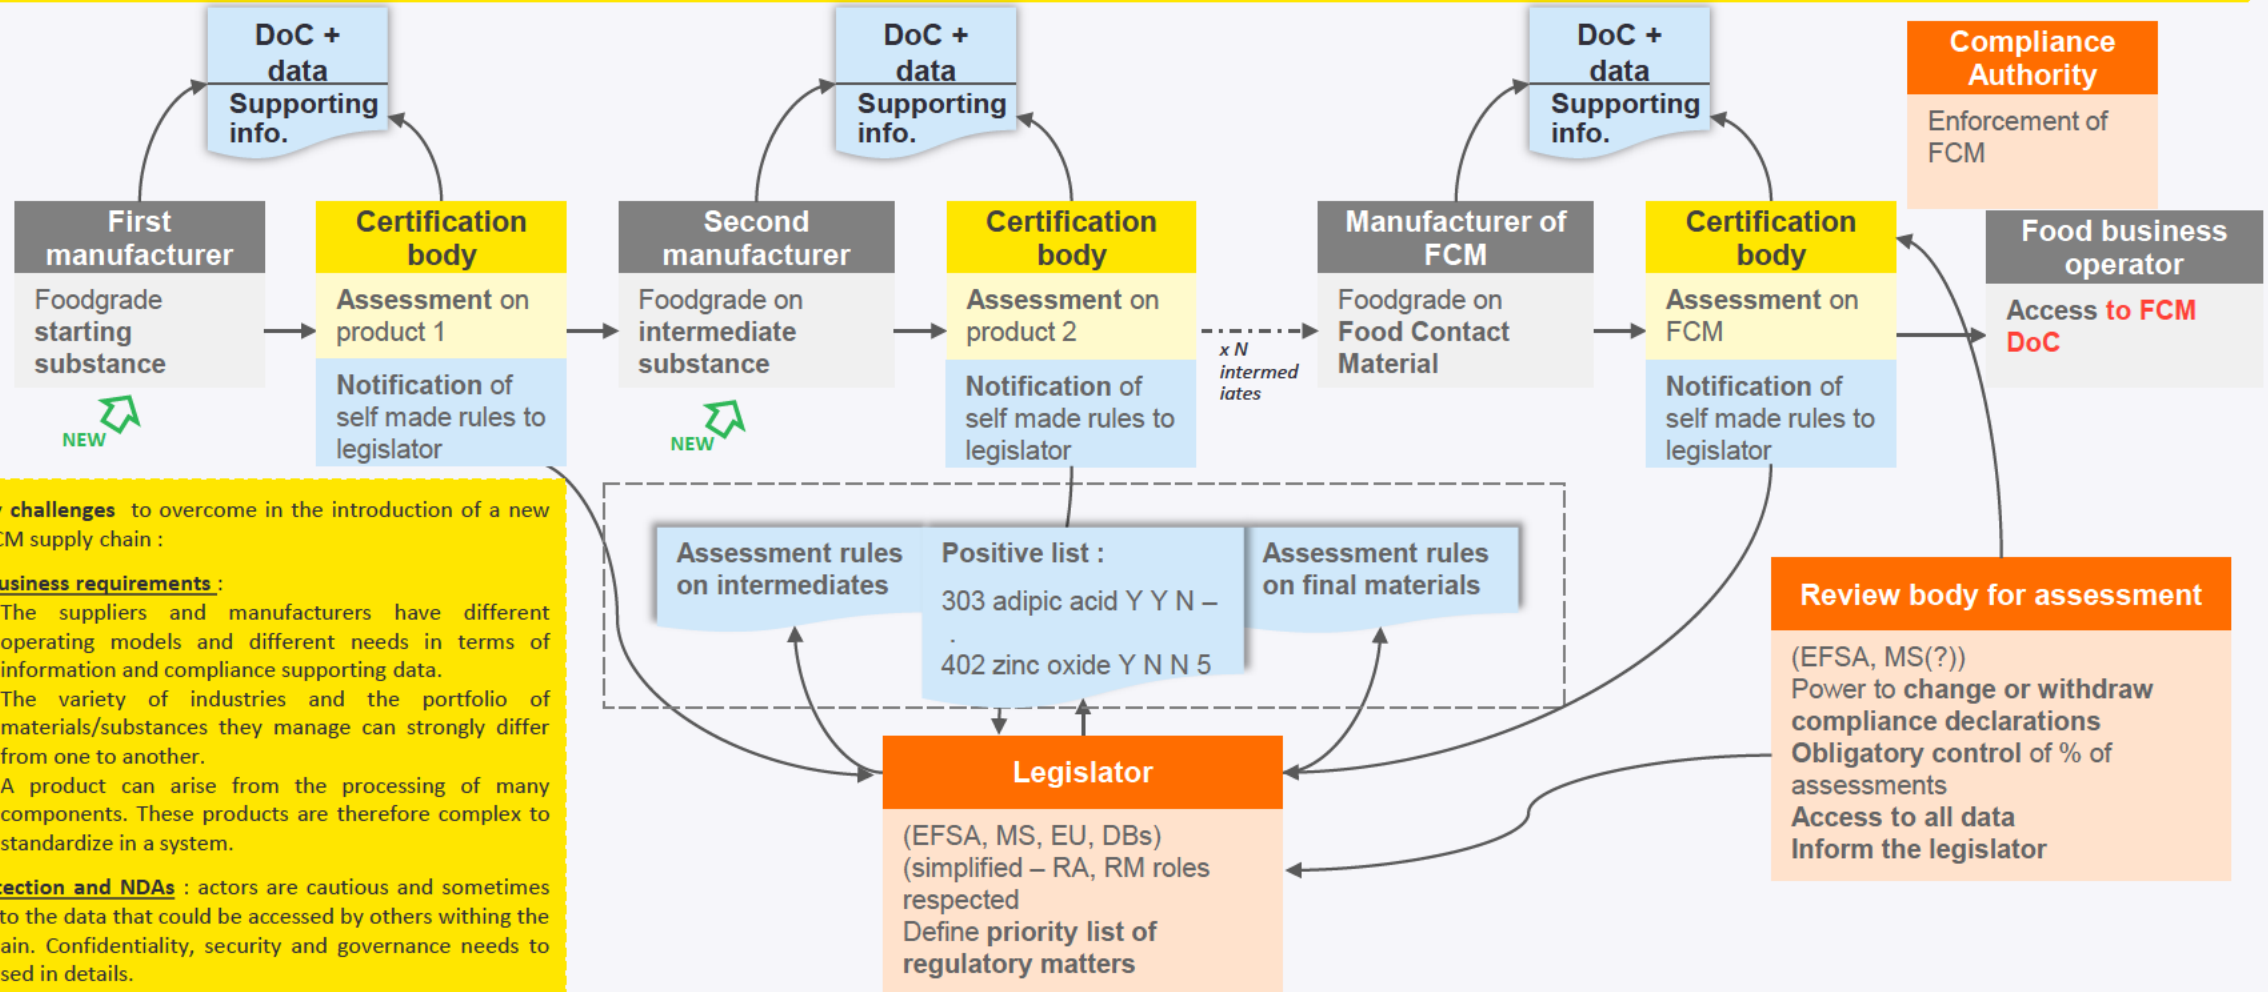 DoC +
data
Supporting
info.
DoC +
data
Supporting
info.
DoC +
data
Supporting
info.
Compliance
Authority
Enforcement of
FCM
First
manufacturer
Foodgrade
starting
substance
NEW
Certification
body
Assessment on
product 1
Notification of
self made rules to
legislator
Second
manufacturer
Foodgrade on
intermediate
substance
NEW
Certification
body
Assessment on
product 2
Notification of
self made rules to
legislator
x N
intermed
iates
Manufacturer of
FCM
Foodgrade on
Food Contact
Material
Certification
body
Assessment on
FCM
Notification of
self made rules to
legislator
Food business
operator
Access to FCM
DoC
challenges to overcome in the introduction of a new
CM supply chain :
usiness requirements :
The suppliers and manufacturers have different
operating models and different needs in terms of
information and compliance supporting data.
The variety of industries and the portfolio of
materials/substances they manage can strongly differ
from one to another.
A product can arise from the processing of many
components. These products are therefore complex to
standardize in a system.
tection and NDAs : actors are cautious and sometimes
to the data that could be accessed by others withing the
ain. Confidentiality, security and governance needs to
sed in details.
Assessment rules
on intermediates
Positive list :
303 adipic acid Y Y N –
.
402 zinc oxide Y N N 5
Assessment rules
on final materials
Legislator
(EFSA, MS, EU, DBs)
(simplified – RA, RM roles
respected
Define priority list of
regulatory matters
Review body for assessment
(EFSA, MS(?))
Power to change or withdraw
compliance declarations
Obligatory control of % of
assessments
Access to all data
Inform the legislator